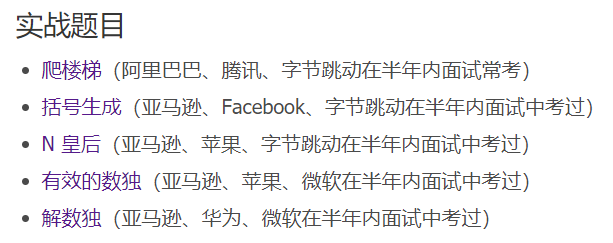 实战题目
爬楼梯（阿里巴巴、腾讯、字节跳动在半年内面试常考）
括号生成（亚马逊、Facebook、字节跳动在半年内面试中考过）
N 皇后（亚马逊、苹果、字节跳动在半年内面试中考过）
有效的数独（亚马逊、苹果、微软在半年内面试中考过）
解数独（亚马逊、华为、微软在半年内面试中考过）